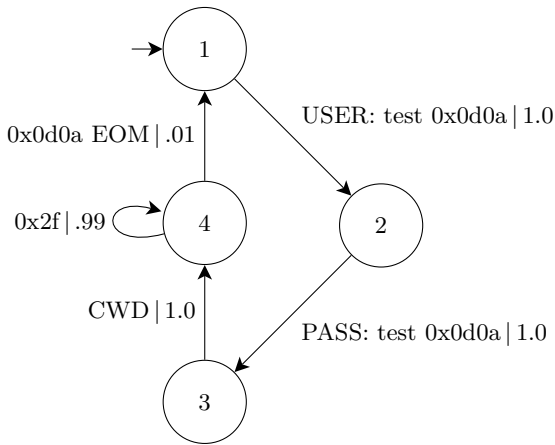 1
USER: test 0x0d0a | 1.0
0x0d0a EOM | .01
0x2f | .99
4
2
CWD | 1.0
PASS: test 0x0d0a | 1.0
3